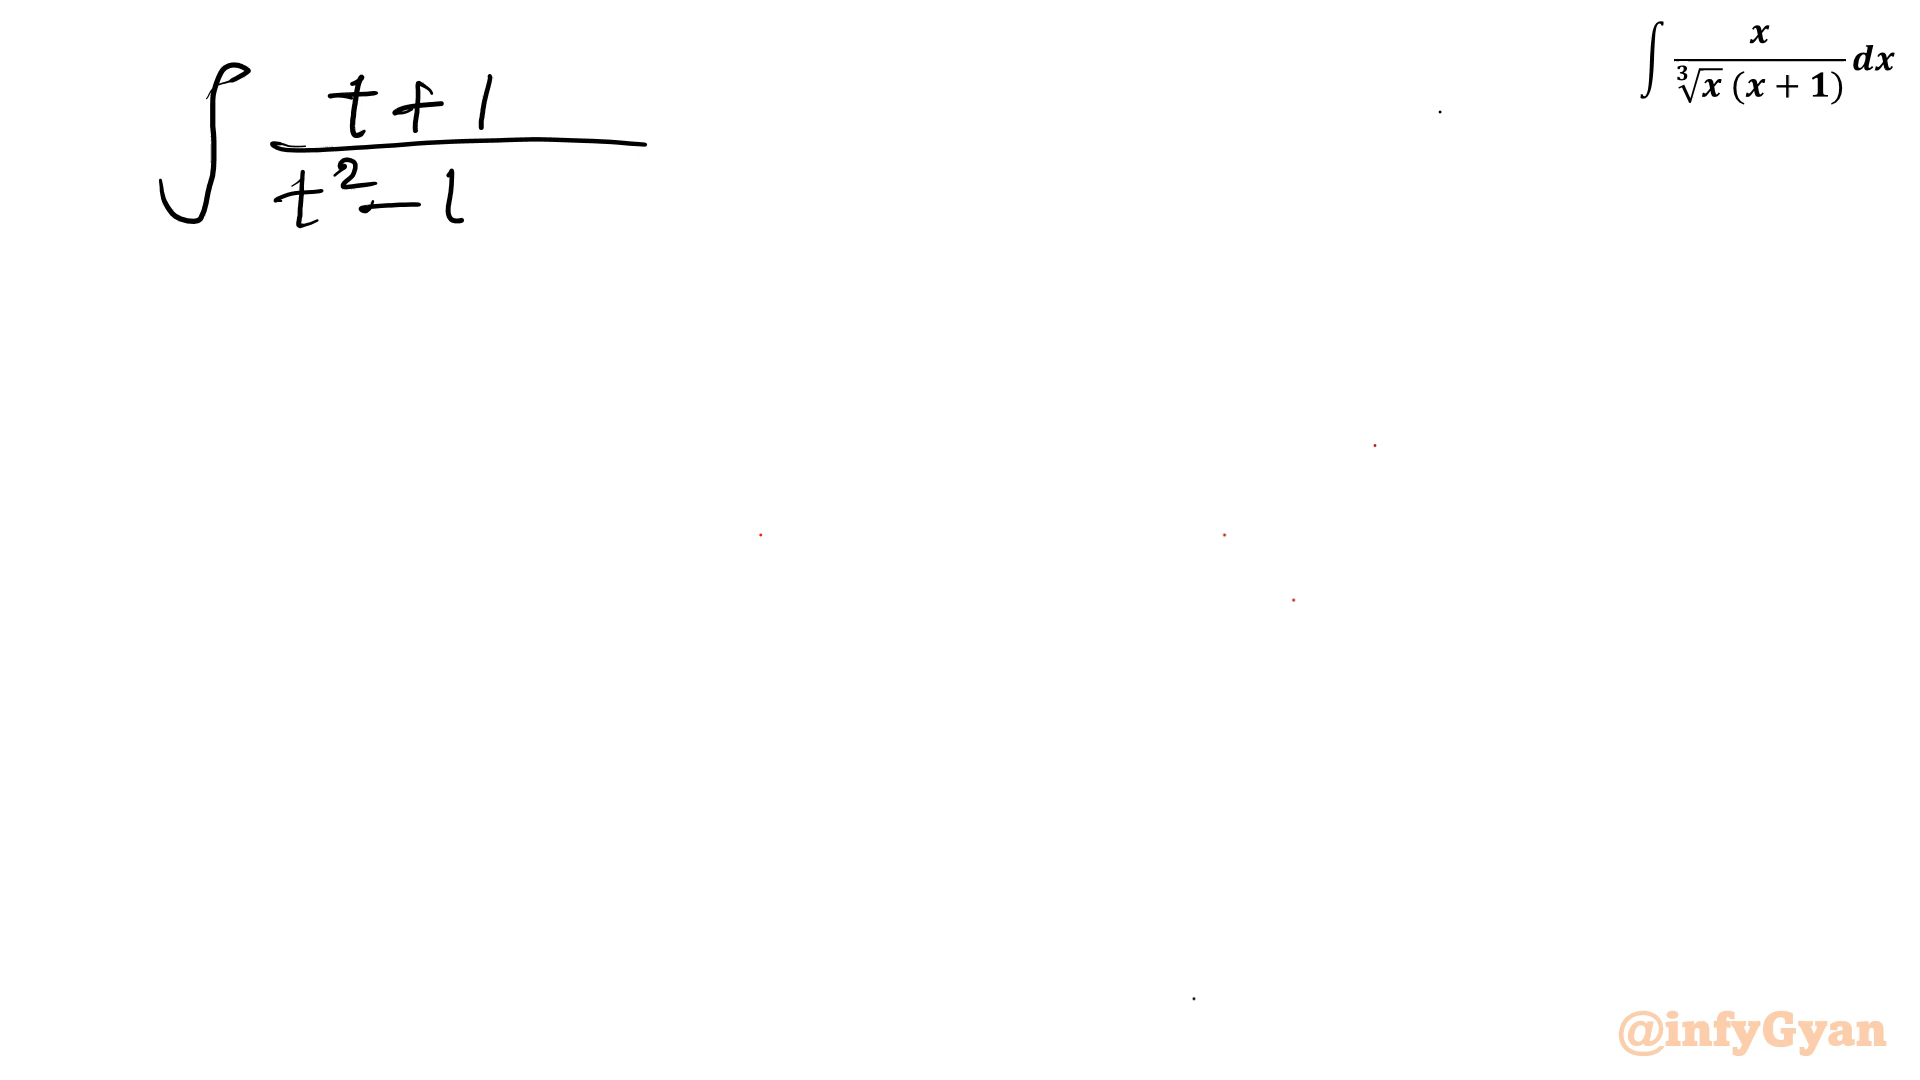 ∫ t+1 / t²-1
∫ x / ∛x (x + 1) dx
@infyGyan